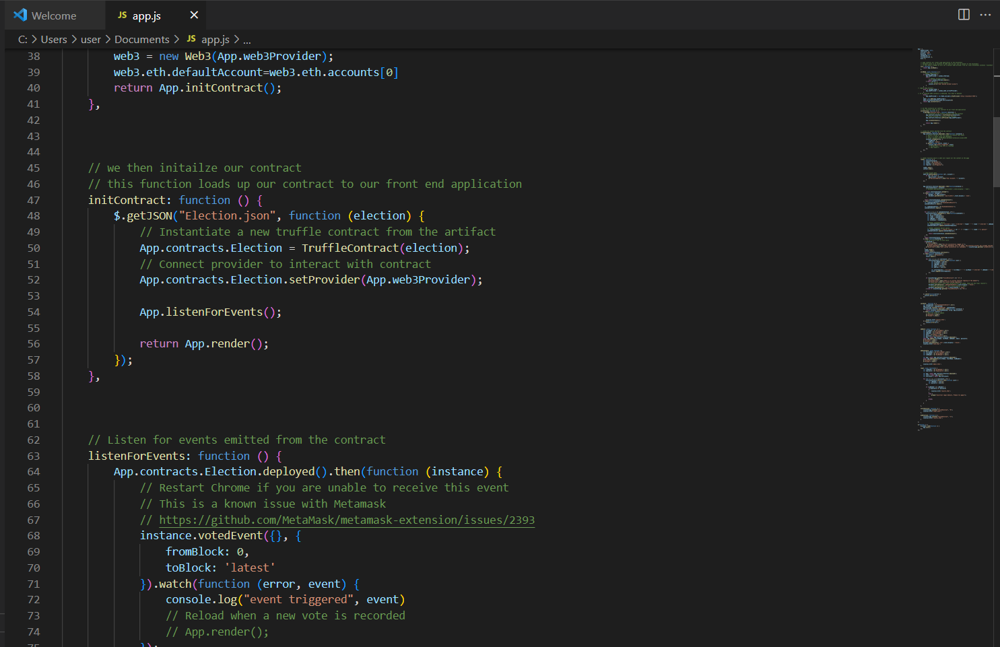 Welcome
JS app.js
C: > Users > user > Documents > JS app.js > ...
38 web3 = new Web3(App.web3Provider);
39 web3.eth.defaultAccount=web3.eth.accounts[0]
40 return App.initContract();
41 },
42
43
44
45 // we then initailze our contract
46 // this function loads up our contract to our front end application
47 initContract: function () {
48 $.getJSON("Election.json", function (election) {
49 // Instantiate a new truffle contract from the artifact
50 App.contracts.Election = TruffleContract(election);
51 // Connect provider to interact with contract
52 App.contracts.Election.setProvider(App.web3Provider);
53
54 App.listenForEvents();
55
56 return App.render();
57 });
58 },
59
60
61
62 // Listen for events emitted from the contract
63 listenForEvents: function () {
64 App.contracts.Election.deployed().then(function (instance) {
65 // Restart Chrome if you are unable to receive this event
66 // This is a known issue with Metamask
67 // https://github.com/MetaMask/metamask-extension/issues/2393
68 instance.votedEvent({}, {
69 fromBlock: 0,
70 toBlock: 'latest'
71 }).watch(function (error, event) {
72 console.log("event triggered", event)
73 // Reload when a new vote is recorded
74 // App.render();
75 });